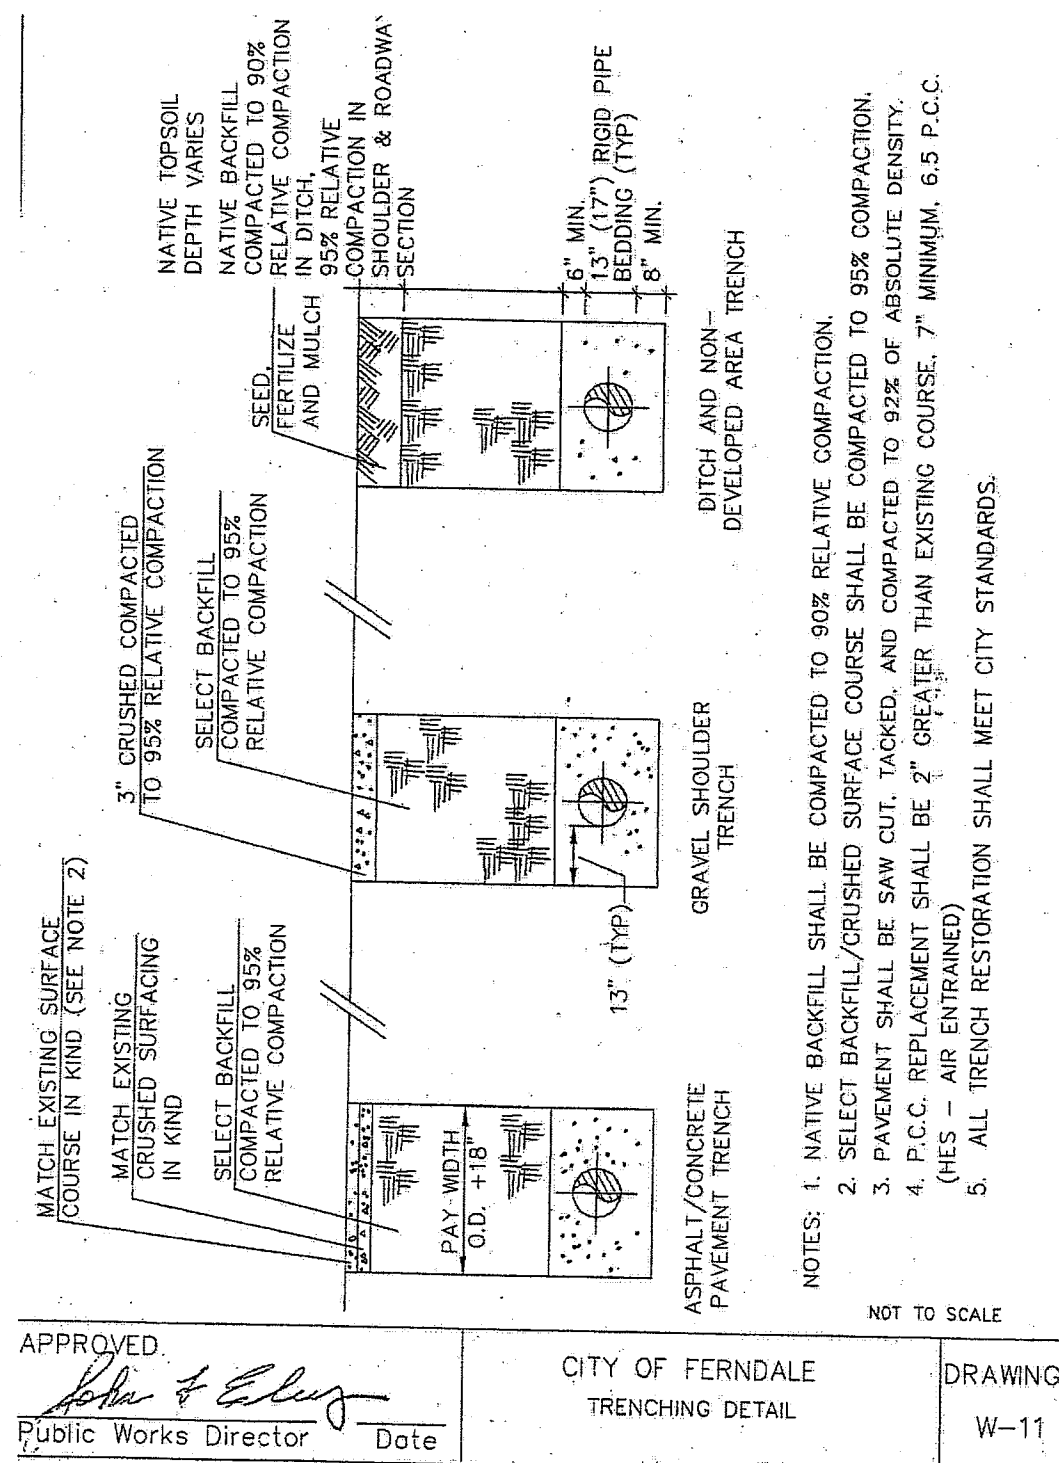 MATCH EXISTING SURFACE
COURSE IN KIND (SEE NOTE 2)
MATCH EXISTING
CRUSHED SURFACING
IN KIND
SELECT BACKFILL
COMPACTED TO 95%
RELATIVE COMPACTION
PAY WIDTH
O.D. +18"
ASPHALT/CONCRETE
PAVEMENT TRENCH
3" CRUSHED COMPACTED
TO 95% RELATIVE COMPACTION
SELECT BACKFILL
COMPACTED TO 95%
RELATIVE COMPACTION
13" (TYP)
GRAVEL SHOULDER
TRENCH
NATIVE TOPSOIL
DEPTH VARIES
NATIVE BACKFILL
COMPACTED TO 90%
RELATIVE COMPACTION
IN DITCH,
95% RELATIVE
COMPACTION IN
SHOULDER & ROADWA
SECTION
SEED,
FERTILIZE
AND MULCH
6" MIN.
13" (17") RIGID PIPE
BEDDING (TYP)
8" MIN.
DITCH AND NON-
DEVELOPED AREA TRENCH
NOTES: 1. NATIVE BACKFILL SHALL BE COMPACTED TO 90% RELATIVE COMPACTION.
2. SELECT BACKFILL/CRUSHED SURFACE COURSE SHALL BE COMPACTED TO 95% COMPACTION.
3. PAVEMENT SHALL BE SAW CUT, TACKED, AND COMPACTED TO 92% OF ABSOLUTE DENSITY.
4. P.C.C. REPLACEMENT SHALL BE 2" GREATER THAN EXISTING COURSE, 7" MINIMUM, 6.5 P.C.C.
(HES - AIR ENTRAINED)
5. ALL TRENCH RESTORATION SHALL MEET CITY STANDARDS.
NOT TO SCALE
APPROVED
Public Works Director Date
CITY OF FERNDALE
TRENCHING DETAIL
DRAWING
W-11